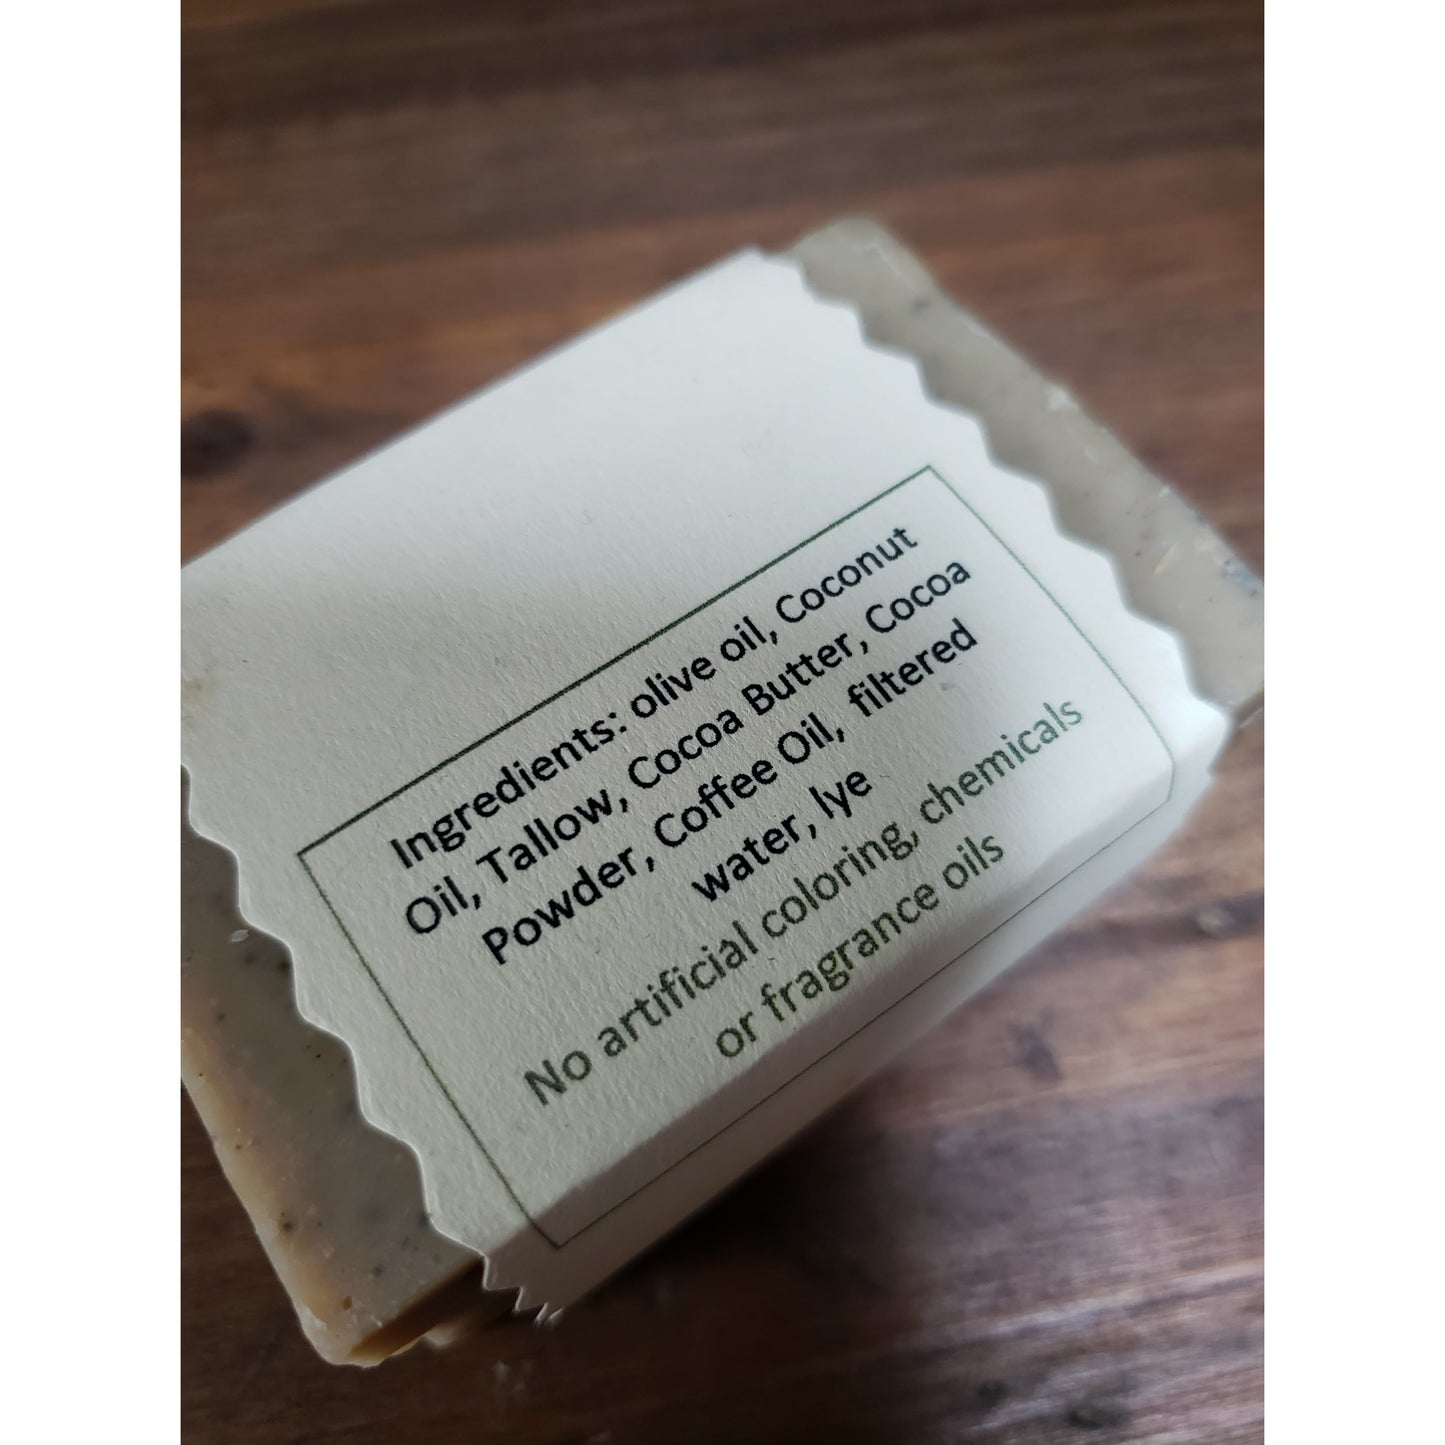 Ingredients: olive oil, Coconut
Oil, Tallow, Cocoa Butter, Cocoa
Powder, Coffee Oil, filtered
water, lye
No artificial coloring, chemicals
or fragrance oils